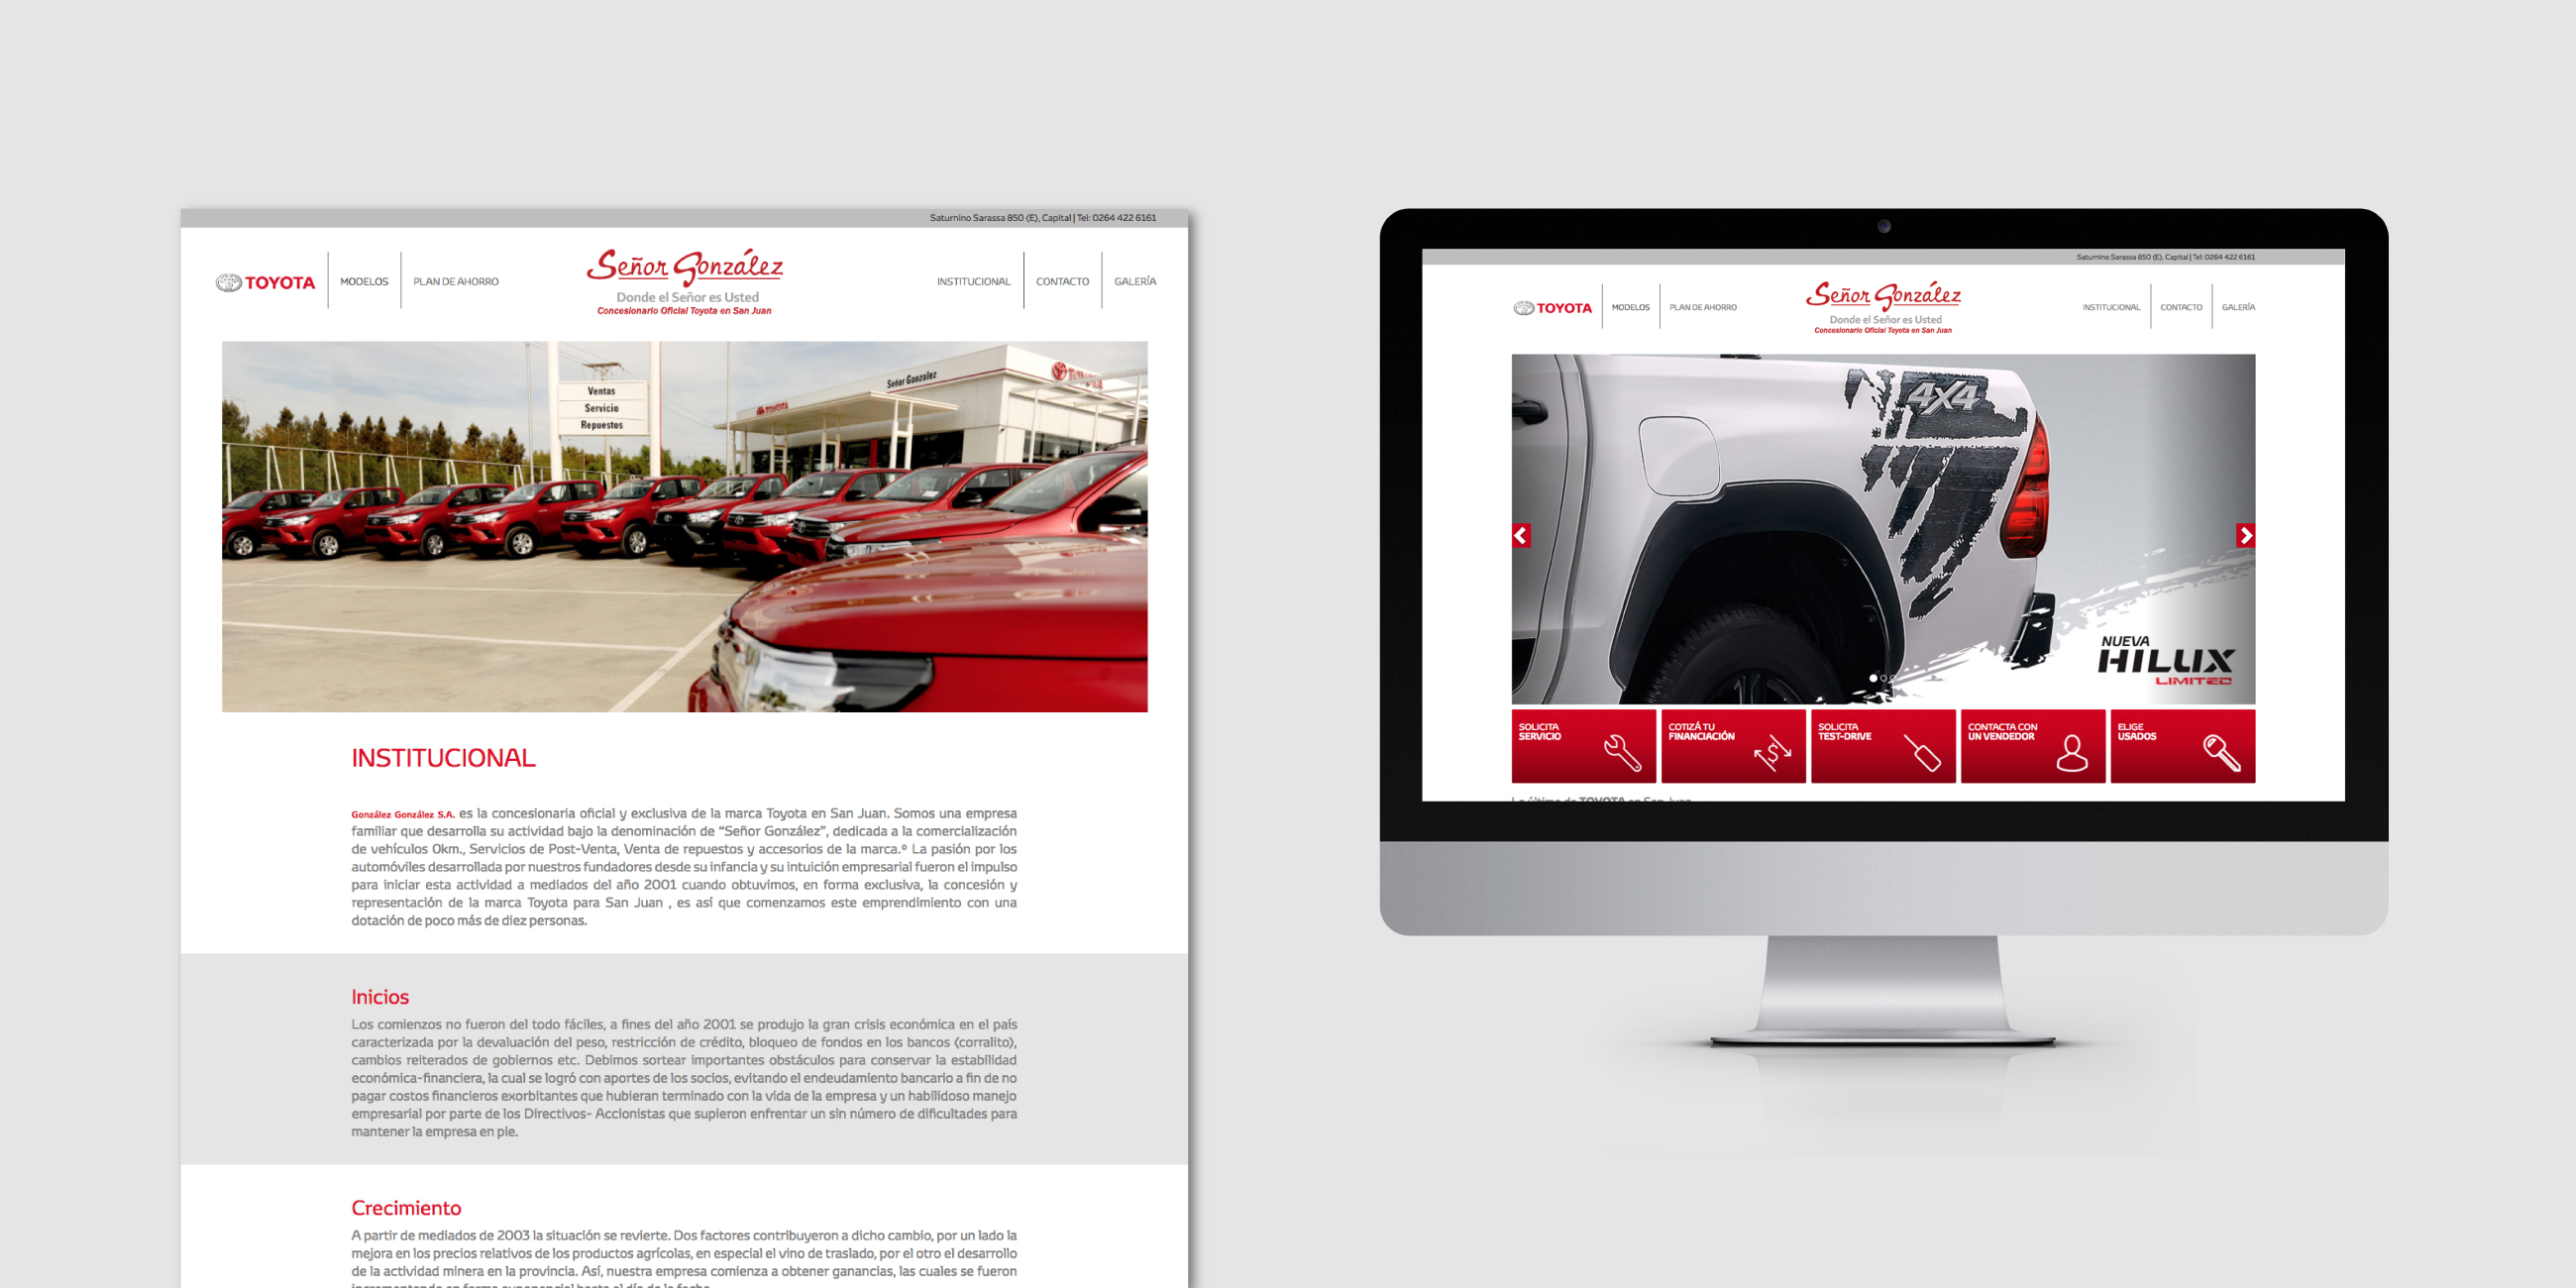 Saturnino Sarassa 850 (E), Capital | Tel: 0264 422 6161
TOYOTA
MODELOS
PLAN DE AHORRO
Señor González
Donde el Señor es Usted
Concesionario Oficial Toyota en San Juan
INSTITUCIONAL
CONTACTO
GALERÍA
Ventas
Servicio
Repuestos
TOYOTA
Señor Gonzalez
INSTITUCIONAL
González González S.A. es la concesionaria oficial y exclusiva de la marca Toyota en San Juan. Somos una empresa
familiar que desarrolla su actividad bajo la denominación de “Señor González”, dedicada a la comercialización
de vehículos 0km., Servicios de Post-Venta, Venta de repuestos y accesorios de la marca.º La pasión por los
automóviles desarrollada por nuestros fundadores desde su infancia y su intuición empresarial fueron el impulso
para iniciar esta actividad a mediados del año 2001 cuando obtuvimos, en forma exclusiva, la concesión y
representación de la marca Toyota para San Juan , es así que comenzamos este emprendimiento con una
dotación de poco más de diez personas.
Inicios
Los comienzos no fueron del todo fáciles, a fines del año 2001 se produjo la gran crisis económica en el país
caracterizada por la devaluación del peso, restricción de crédito, bloqueo de fondos en los bancos (corralito),
cambios reiterados de gobiernos etc. Debimos sortear importantes obstáculos para conservar la estabilidad
económica-financiera, la cual se logró con aportes de los socios, evitando el endeudamiento bancario a fin de no
pagar costos financieros exorbitantes que hubieran terminado con la vida de la empresa y un habilidoso manejo
empresarial por parte de los Directivos- Accionistas que supieron enfrentar un sin número de dificultades para
mantener la empresa en pie.
Crecimiento
A partir de mediados de 2003 la situación se revierte. Dos factores contribuyeron a dicho cambio, por un lado la
mejora en los precios relativos de los productos agrícolas, en especial el vino de traslado, por el otro el desarrollo
de la actividad minera en la provincia. Así, nuestra empresa comienza a obtener ganancias, las cuales se fueron
Saturnino Sarassa 850 (E), Capital | Tel: 0264 422 6161
TOYOTA
MODELOS
PLAN DE AHORRO
Señor González
Donde el Señor es Usted
Concesionario Oficial Toyota en San Juan
INSTITUCIONAL
CONTACTO
GALERÍA
4X4
NUEVA
HILUX
LIMITED
SOLICITA
SERVICIO
COTIZÁ TU
FINANCIACIÓN
SOLICITA
TEST-DRIVE
CONTACTA CON
UN VENDEDOR
ELIGE
USADOS